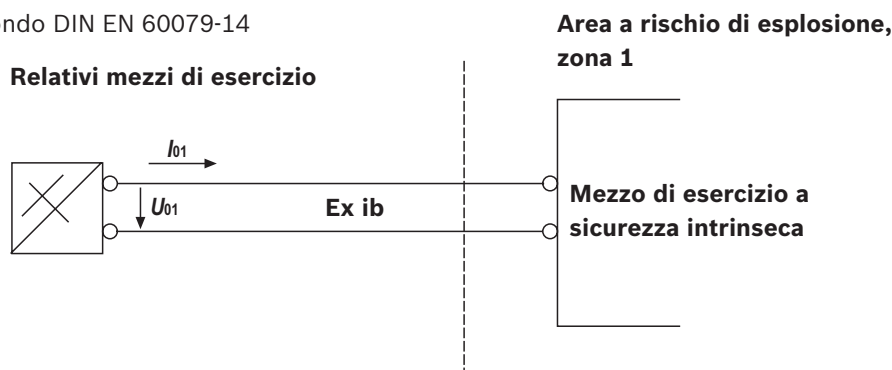 ondo DIN EN 60079-14
Area a rischio di esplosione,
zona 1
Relativi mezzi di esercizio
I01
U01
Ex ib
Mezzo di esercizio a
sicurezza intrinseca